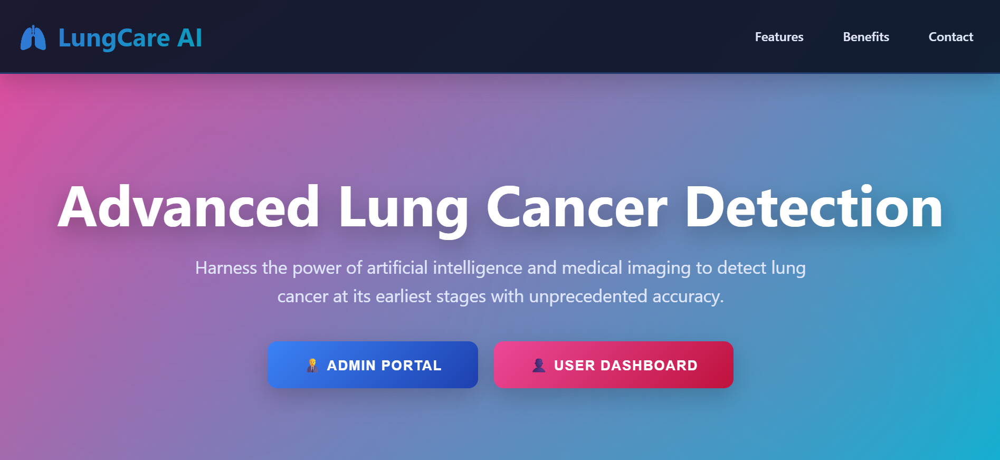 LungCare AI
Features
Benefits
Contact
Advanced Lung Cancer Detection
Harness the power of artificial intelligence and medical imaging to detect lung
cancer at its earliest stages with unprecedented accuracy.
ADMIN PORTAL
USER DASHBOARD